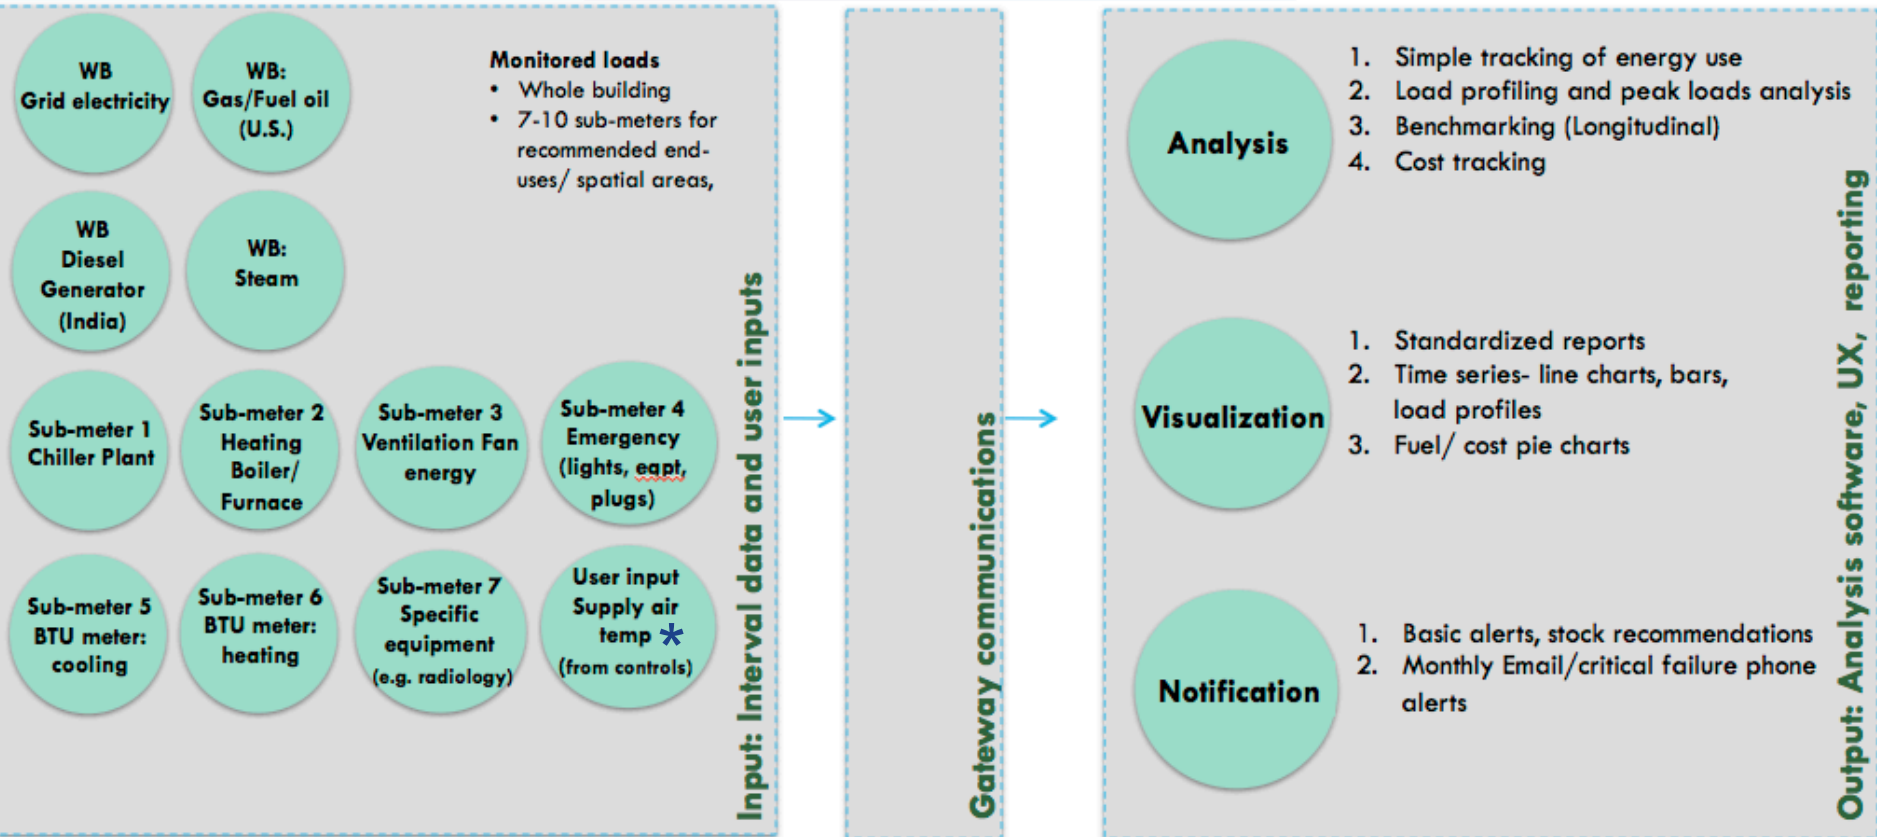 WB
Grid electricity
WB:
Gas/Fuel oil
(U.S.)
Monitored loads
• Whole building
• 7-10 sub-meters for
recommended end-
uses/ spatial areas,
WB
Diesel
Generator
(India)
WB:
Steam
Sub-meter 1
Chiller Plant
Sub-meter 2
Heating
Boiler/
Furnace
Sub-meter 3
Ventilation Fan
energy
Sub-meter 4
Emergency
(lights, eqpt,
plugs)
Sub-meter 5
BTU meter:
cooling
Sub-meter 6
BTU meter:
heating
Sub-meter 7
Specific
equipment
(e.g. radiology)
User input
Supply air
temp *
(from controls)
Input: Interval data and user inputs
Gateway communications
Analysis
1. Simple tracking of energy use
2. Load profiling and peak loads analysis
3. Benchmarking (Longitudinal)
4. Cost tracking
Visualization
1. Standardized reports
2. Time series- line charts, bars,
load profiles
3. Fuel/ cost pie charts
Notification
1. Basic alerts, stock recommendations
2. Monthly Email/critical failure phone
alerts
Output: Analysis software, UX, reporting